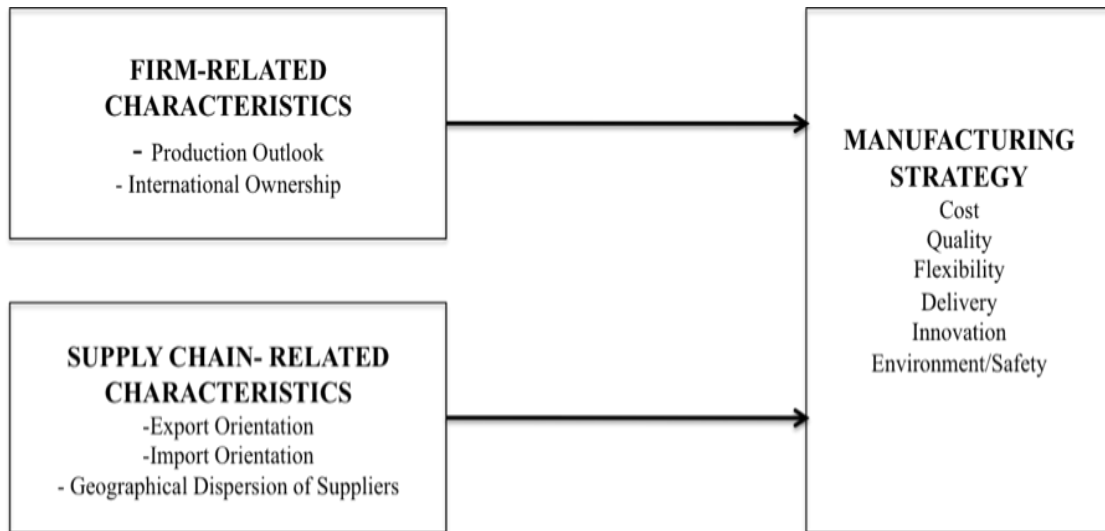 FIRM-RELATED
CHARACTERISTICS
- Production Outlook
- International Ownership
SUPPLY CHAIN- RELATED
CHARACTERISTICS
-Export Orientation
-Import Orientation
- Geographical Dispersion of Suppliers
MANUFACTURING
STRATEGY
Cost
Quality
Flexibility
Delivery
Innovation
Environment/Safety